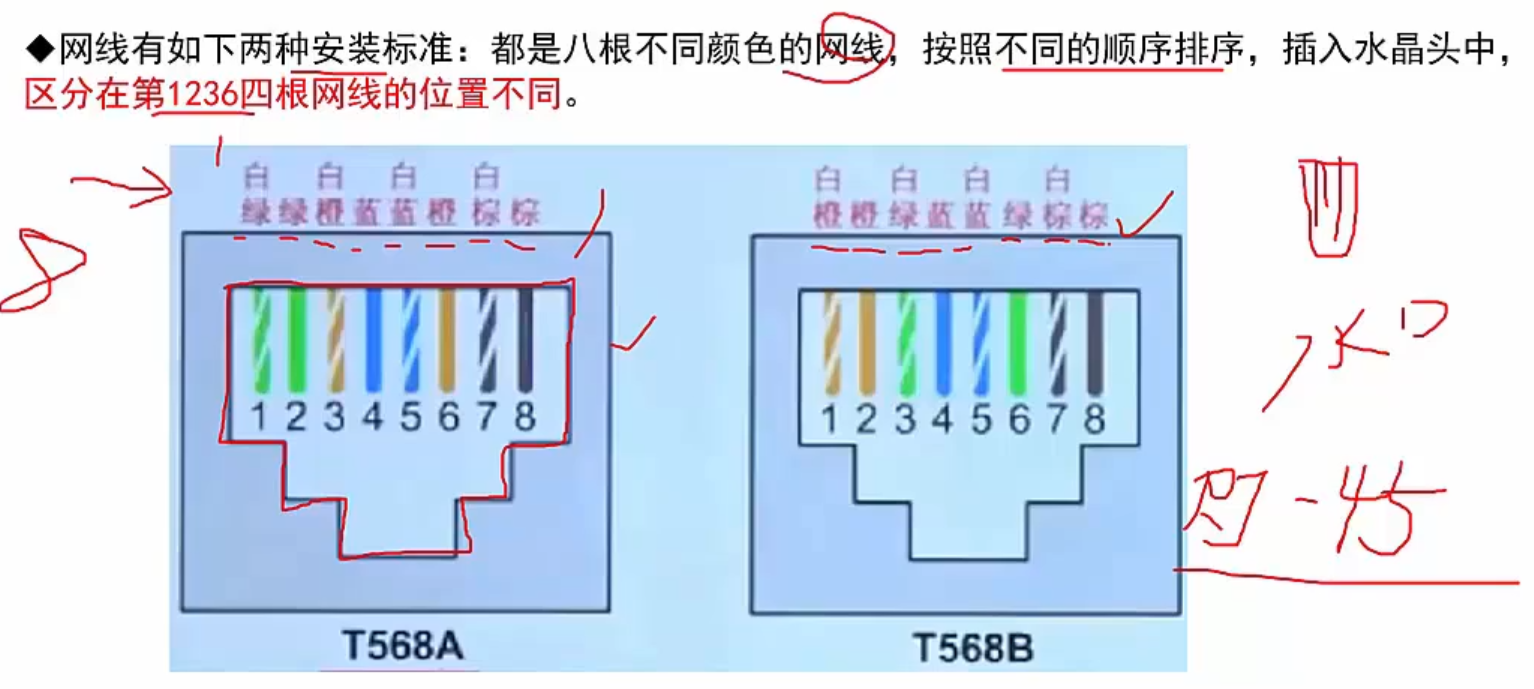 ◆网线有如下两种安装标准：都是八根不同颜色的网线，按照不同的顺序排序，插入水晶头中，
区分在第1236四根网线的位置不同。
白 白 白 白
绿 绿 橙 蓝 蓝 橙 棕 棕
白 白 白 白
橙 橙 绿 蓝 蓝 绿 棕 棕
1 2 3 4 5 6 7 8
1 2 3 4 5 6 7 8
RJ-45
T568A
T568B